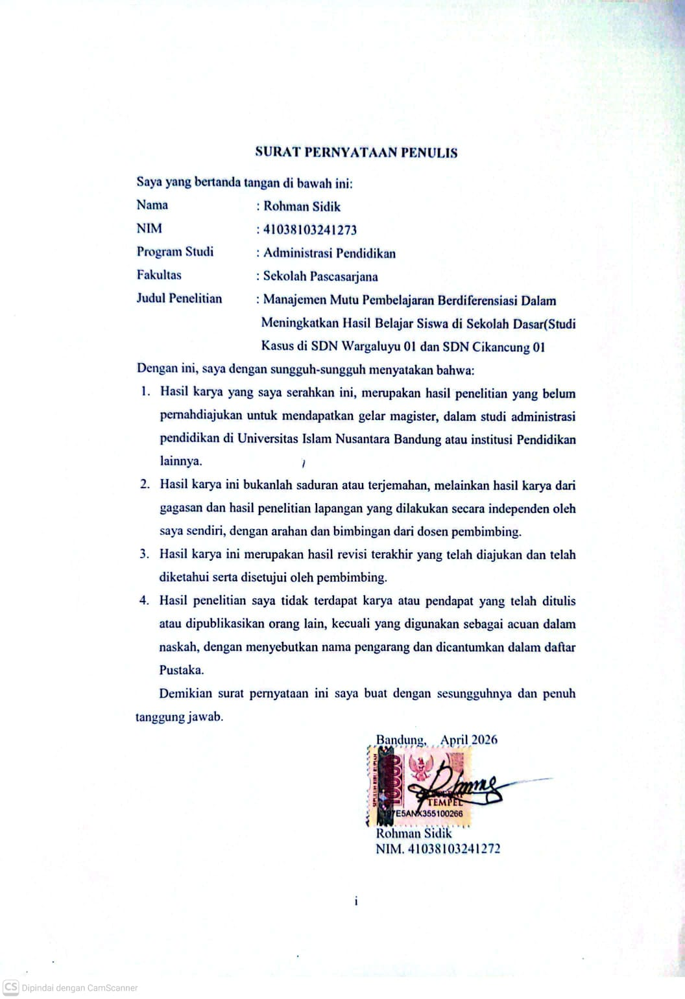 SURAT PERNYATAAN PENULIS
Saya yang bertanda tangan di bawah ini:
Nama : Rohman Sidik
NIM : 41038103241273
Program Studi : Administrasi Pendidikan
Fakultas : Sekolah Pascasarjana
Judul Penelitian : Manajemen Mutu Pembelajaran Berdiferensiasi Dalam
Meningkatkan Hasil Belajar Siswa di Sekolah Dasar(Studi
Kasus di SDN Wargaluyu 01 dan SDN Cikancung 01
Dengan ini, saya dengan sungguh-sungguh menyatakan bahwa:
1. Hasil karya yang saya serahkan ini, merupakan hasil penelitian yang belum
pernahdiajukan untuk mendapatkan gelar magister, dalam studi administrasi
pendidikan di Universitas Islam Nusantara Bandung atau institusi Pendidikan
lainnya.
2. Hasil karya ini bukanlah saduran atau terjemahan, melainkan hasil karya dari
gagasan dan hasil penelitian lapangan yang dilakukan secara independen oleh
saya sendiri, dengan arahan dan bimbingan dari dosen pembimbing.
3. Hasil karya ini merupakan hasil revisi terakhir yang telah diajukan dan telah
diketahui serta disetujui oleh pembimbing.
4. Hasil penelitian saya tidak terdapat karya atau pendapat yang telah ditulis
atau dipublikasikan orang lain, kecuali yang digunakan sebagai acuan dalam
naskah, dengan menyebutkan nama pengarang dan dicantumkan dalam daftar
Pustaka.
Demikian surat pernyataan ini saya buat dengan sesungguhnya dan penuh
tanggung jawab.
Bandung, April 2026
SEPULUH RIBU RUPIAH
10000
TEMPEL
E5ANX355100266
Rohman Sidik
NIM. 41038103241272
i
CS Dipindai dengan CamScanner